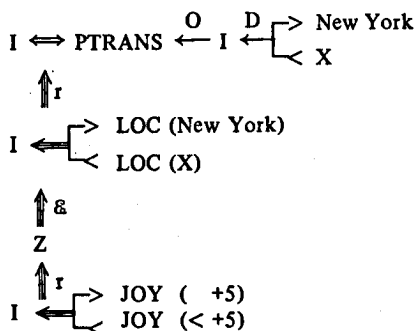 O D New York
I ⇔ PTRANS ← I ← X
r
LOC (New York)
I LOC (X)
&
Z
r
JOY ( +5)
I JOY (< +5)